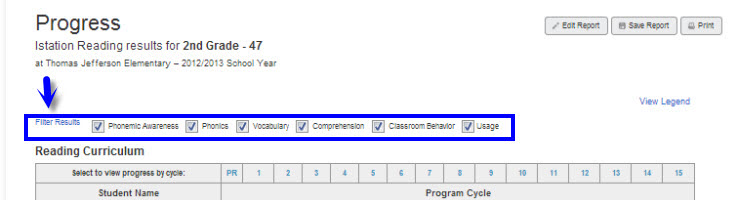 Progress
Edit Report Save Report Print
Istation Reading results for 2nd Grade - 47
at Thomas Jefferson Elementary – 2012/2013 School Year
View Legend
Filter Results Phonemic Awareness Phonics Vocabulary Comprehension Classroom Behavior Usage
Reading Curriculum
Select to view progress by cycle: PR 1 2 3 4 5 6 7 8 9 10 11 12 13 14 15
Student Name Program Cycle